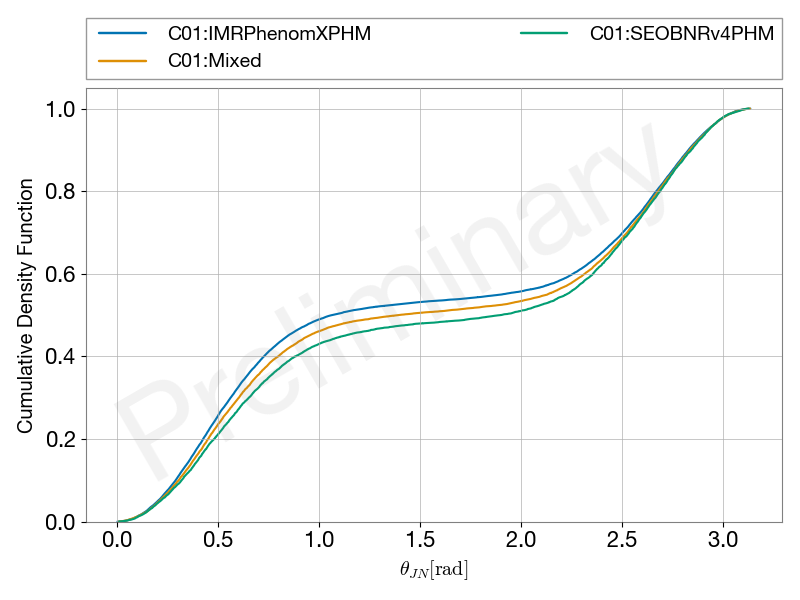 C01:IMRPhenomXPHM
C01:Mixed
C01:SEOBNRv4PHM
Preliminary
Cumulative Density Function
1.0
0.8
0.6
0.4
0.2
0.0
0.0 0.5 1.0 1.5 2.0 2.5 3.0
θ_JN[rad]